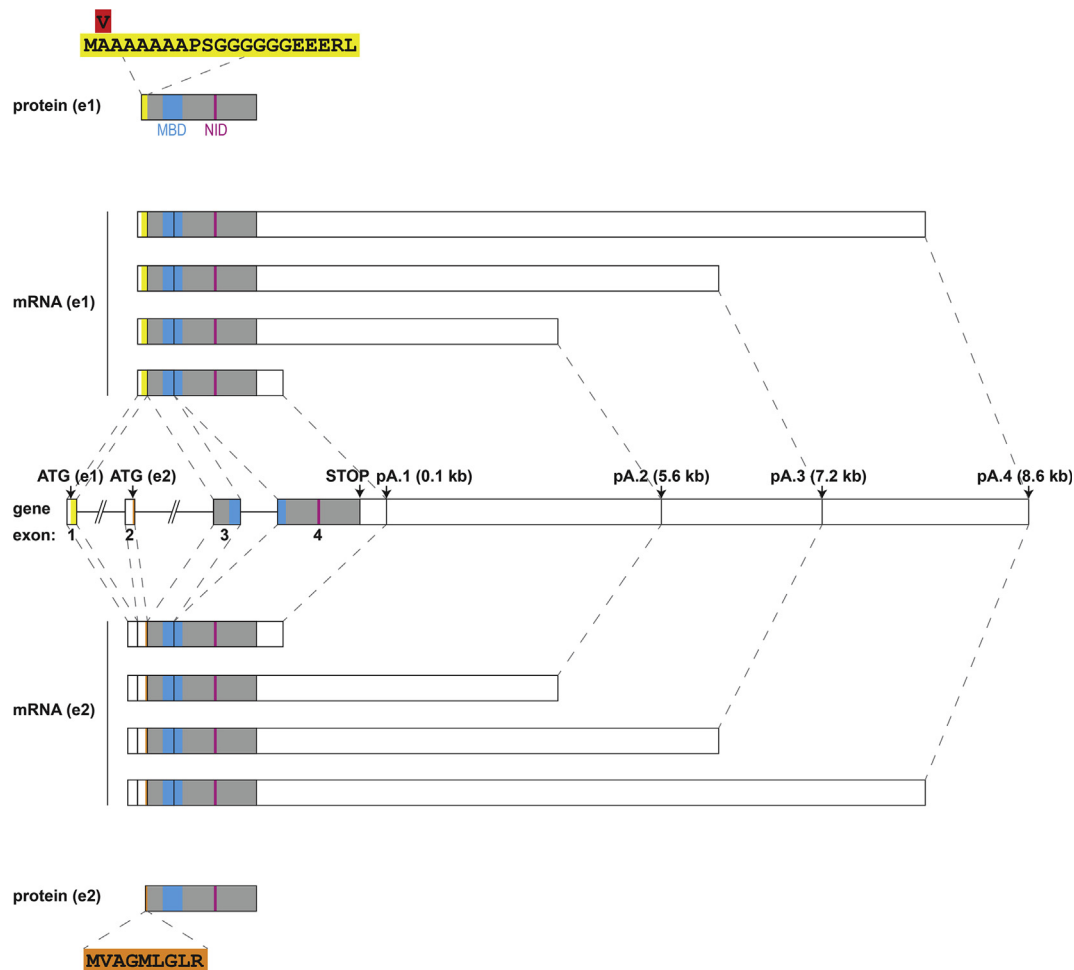 V
MAAAAAAAPSGGGGGGEEERL
protein (e1)
MBD NID
mRNA (e1)
ATG (e1) ATG (e2) STOP pA.1 (0.1 kb) pA.2 (5.6 kb) pA.3 (7.2 kb) pA.4 (8.6 kb)
gene
exon: 1 2 3 4
mRNA (e2)
protein (e2)
MVAGMLGLR